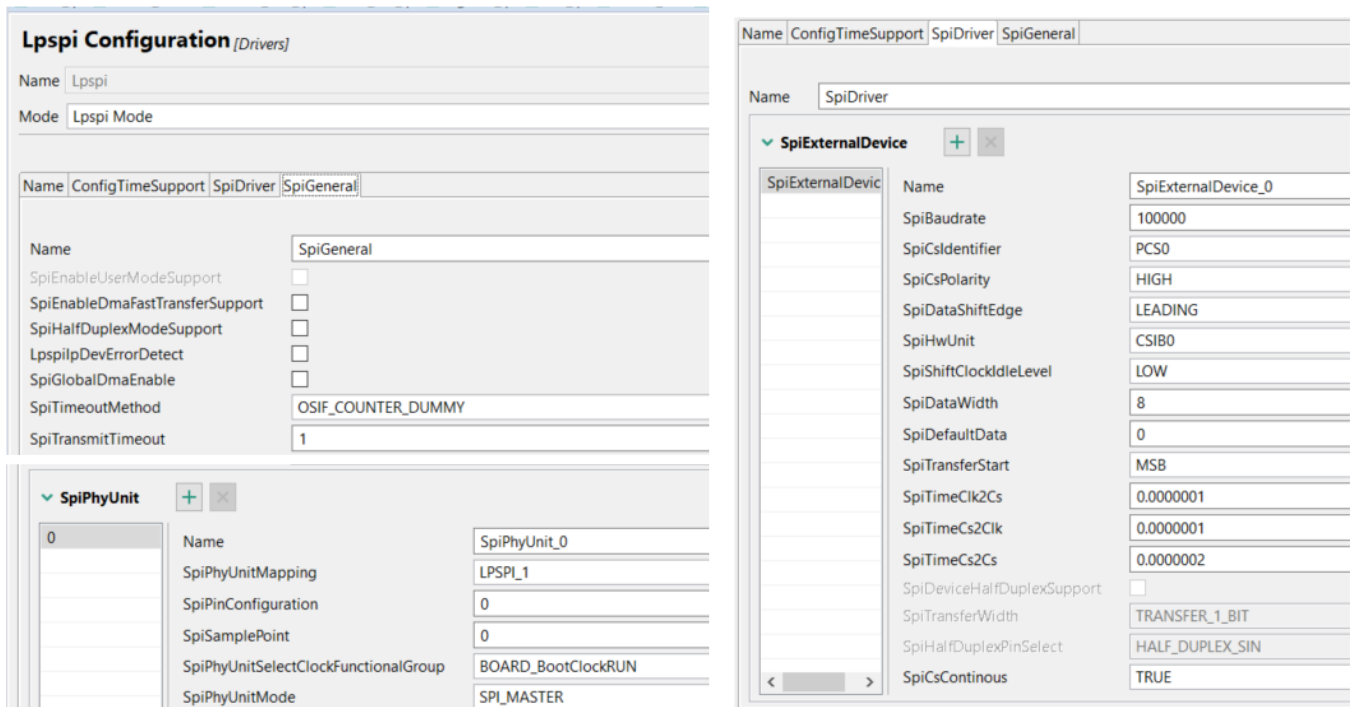 Lpspi Configuration [Drivers]
Name Lpspi
Mode Lpspi Mode
Name ConfigTimeSupport SpiDriver SpiGeneral
Name SpiGeneral
SpiEnableUserModeSupport
SpiEnableDmaFastTransferSupport
SpiHalfDuplexModeSupport
LpspiIpDevErrorDetect
SpiGlobalDmaEnable
SpiTimeoutMethod OSIF_COUNTER_DUMMY
SpiTransmitTimeout 1
SpiPhyUnit
0
Name SpiPhyUnit_0
SpiPhyUnitMapping LPSPI_1
SpiPinConfiguration 0
SpiSamplePoint 0
SpiPhyUnitSelectClockFunctionalGroup BOARD_BootClockRUN
SpiPhyUnitMode SPI_MASTER
Name ConfigTimeSupport SpiDriver SpiGeneral
Name SpiDriver
SpiExternalDevice
SpiExternalDevic
Name SpiExternalDevice_0
SpiBaudrate 100000
SpiCsIdentifier PCS0
SpiCsPolarity HIGH
SpiDataShiftEdge LEADING
SpiHwUnit CSIB0
SpiShiftClockIdleLevel LOW
SpiDataWidth 8
SpiDefaultData 0
SpiTransferStart MSB
SpiTimeClk2Cs 0.0000001
SpiTimeCs2Clk 0.0000001
SpiTimeCs2Cs 0.0000002
SpiDeviceHalfDuplexSupport
SpiTransferWidth TRANSFER_1_BIT
SpiHalfDuplexPinSelect HALF_DUPLEX_SIN
SpiCsContinous TRUE